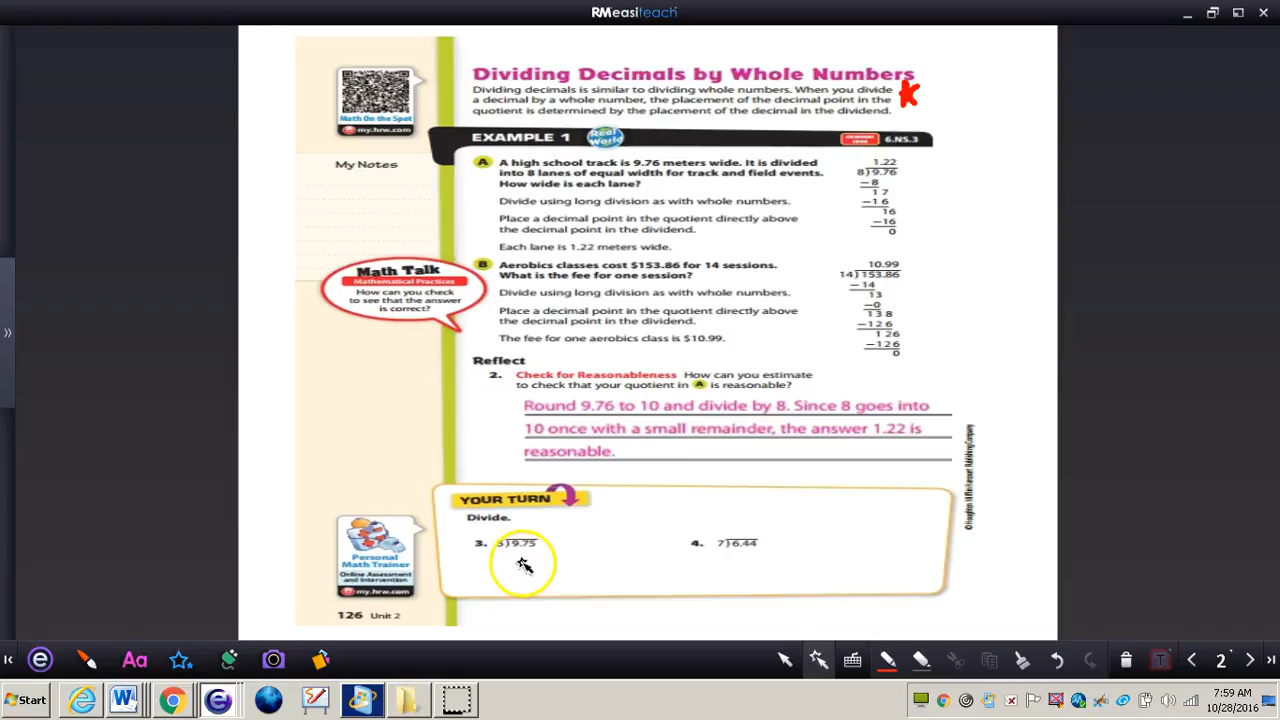 RM easiteach
Dividing Decimals by Whole Numbers
Dividing decimals is similar to dividing whole numbers. When you divide
a decimal by a whole number, the placement of the decimal point in the
quotient is determined by the placement of the decimal in the dividend.
k
Math On the Spot
my.hrw.com
EXAMPLE 1
Real World
6.NS.3
My Notes
A
A high school track is 9.76 meters wide. It is divided
into 8 lanes of equal width for track and field events.
How wide is each lane?
Divide using long division as with whole numbers.
Place a decimal point in the quotient directly above
the decimal point in the dividend.
Each lane is 1.22 meters wide.
1.22
8)9.76
−8
1 7
−1 6
16
−16
0
B
Aerobics classes cost $153.86 for 14 sessions.
What is the fee for one session?
Divide using long division as with whole numbers.
Place a decimal point in the quotient directly above
the decimal point in the dividend.
The fee for one aerobics class is $10.99.
10.99
14)153.86
−14
13
−0
13 8
−12 6
1 26
−1 26
0
Math Talk
Mathematical Practices
How can you check
to see that the answer
is correct?
Reflect
2. Check for Reasonableness How can you estimate
to check that your quotient in A is reasonable?
Round 9.76 to 10 and divide by 8. Since 8 goes into
10 once with a small remainder, the answer 1.22 is
reasonable.
© Houghton Mifflin Harcourt Publishing Company
YOUR TURN
Divide.
3. )9.75
4. 7)6.44
Personal
Math Trainer
Online Assessment
and Intervention
my.hrw.com
126 Unit 2
Aa
2
Start
7:59 AM
10/28/2016